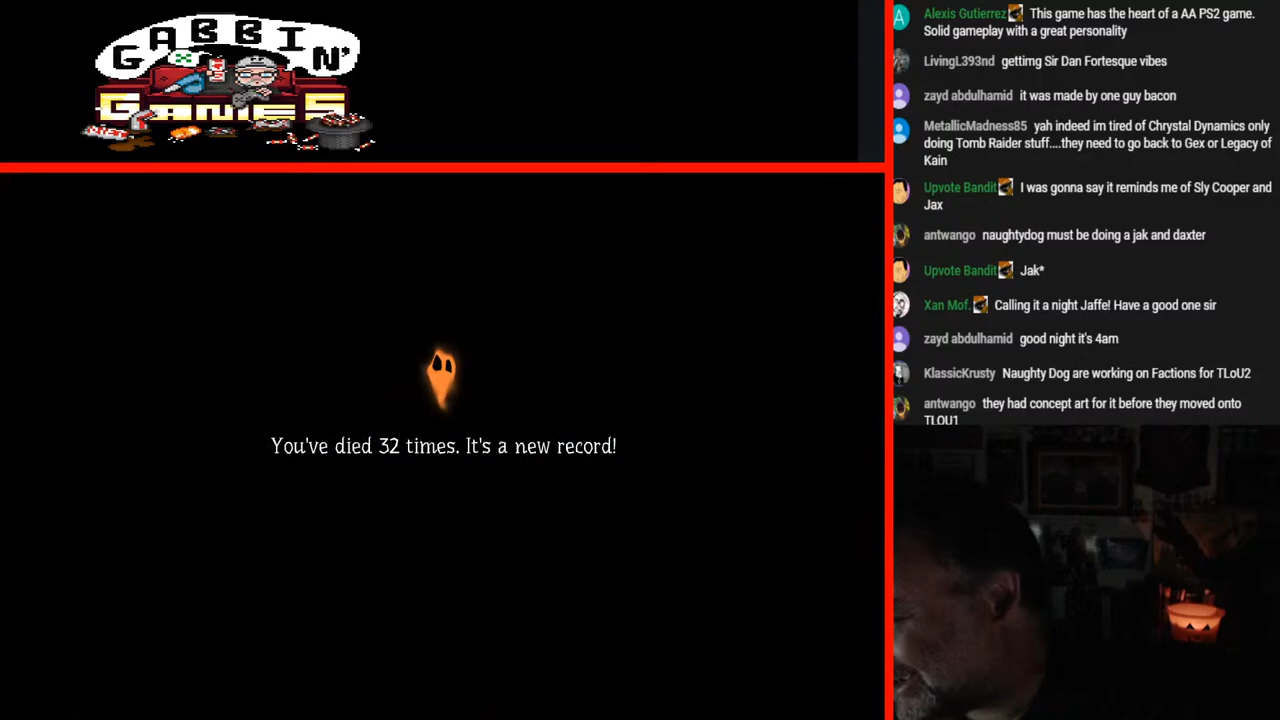 GABBIN'
GAMES
DIET
You've died 32 times. It's a new record!
Alexis Gutierrez This game has the heart of a AA PS2 game.
Solid gameplay with a great personality
LivingL393nd gettimg Sir Dan Fortesque vibes
zayd abdulhamid it was made by one guy bacon
MetallicMadness85 yah indeed im tired of Chrystal Dynamics only
doing Tomb Raider stuff....they need to go back to Gex or Legacy of
Kain
Upvote Bandit I was gonna say it reminds me of Sly Cooper and
Jax
antwango naughtydog must be doing a jak and daxter
Upvote Bandit Jak*
Xan Mof. Calling it a night Jaffe! Have a good one sir
zayd abdulhamid good night it's 4am
KlassicKrusty Naughty Dog are working on Factions for TLoU2
antwango they had concept art for it before they moved onto
TLOU1